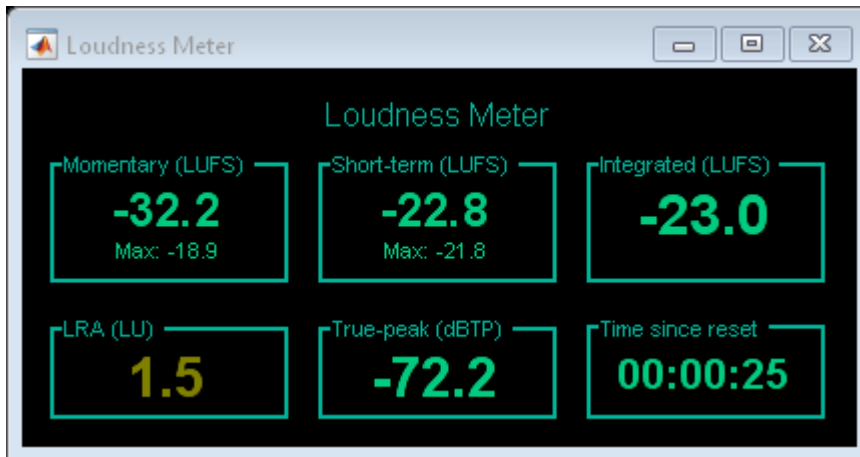 Loudness Meter
Loudness Meter
Momentary (LUFS)
-32.2
Max: -18.9
Short-term (LUFS)
-22.8
Max: -21.8
Integrated (LUFS)
-23.0
LRA (LU)
1.5
True-peak (dBTP)
-72.2
Time since reset
00:00:25